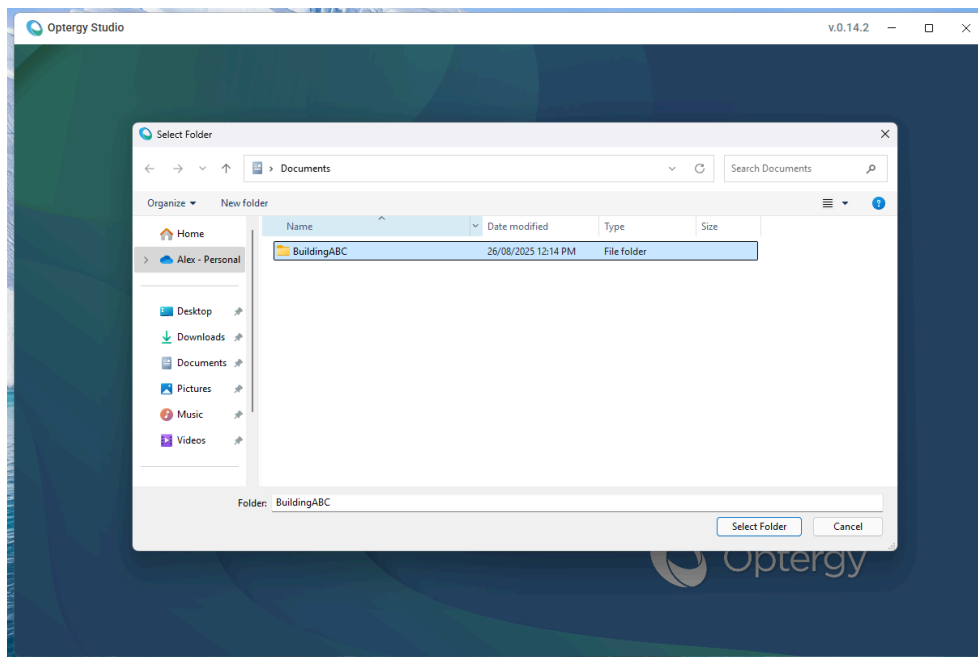 Optergy Studio v.0.14.2
Select Folder
Documents Search Documents
Organize New folder
Name Date modified Type Size
Home
Alex - Personal
BuildingABC 26/08/2025 12:14 PM File folder
Desktop
Downloads
Documents
Pictures
Music
Videos
Folder: BuildingABC
Select Folder Cancel
Optergy